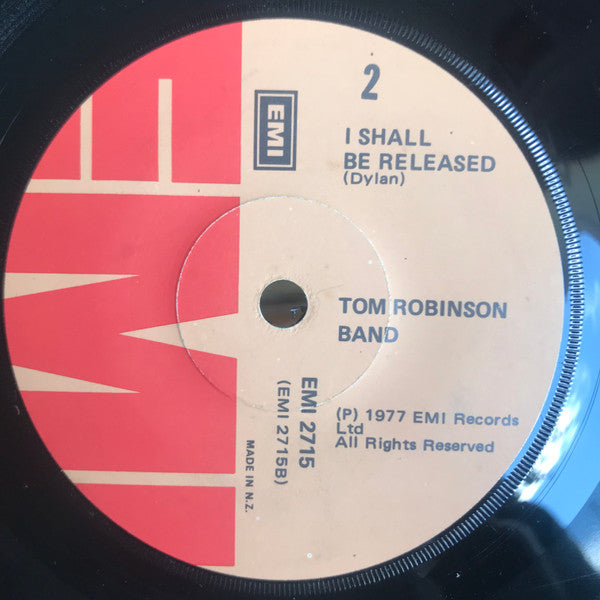 EMI
2
EMI
I SHALL
BE RELEASED
(Dylan)
TOM ROBINSON
BAND
EMI 2715
(EMI 2715B)
MADE IN N.Z.
(P) 1977 EMI Records
Ltd
All Rights Reserved